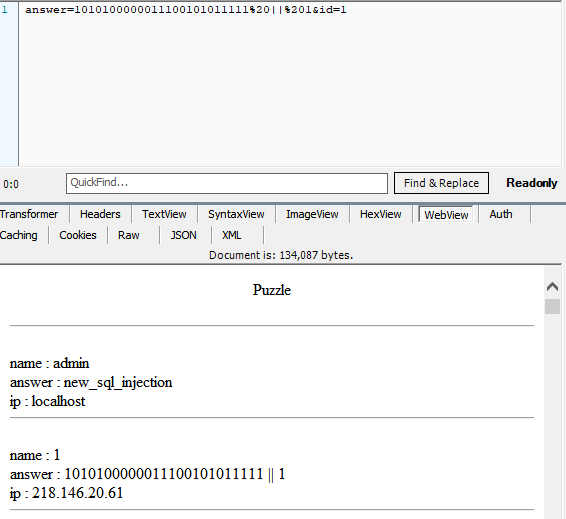 1 answer=1010100000011100101011111%20||%201&id=1
0:0 QuickFind... Find & Replace Readonly
Transformer Headers TextView SyntaxView ImageView HexView WebView Auth
Caching Cookies Raw JSON XML
Document is: 134,087 bytes.
Puzzle
name : admin
answer : new_sql_injection
ip : localhost
name : 1
answer : 1010100000011100101011111 || 1
ip : 218.146.20.61